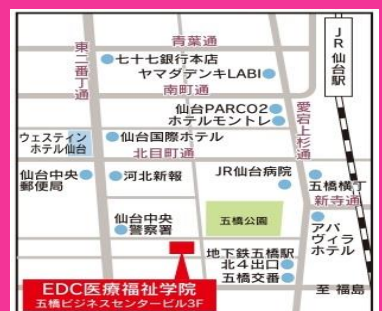 青葉通
JR仙台駅
東二番丁通
七十七銀行本店
ヤマダデンキLABI
南町通
仙台PARCO2
ホテルモントレ
愛宕上杉通
ウェスティン
ホテル仙台
仙台国際ホテル
北目町通
仙台中央
郵便局
河北新報
JR仙台病院
五橋横丁
新寺通
仙台中央
警察署
五橋公園
アパ
ヴィラ
ホテル
地下鉄五橋駅
北4出口
五橋交番
至 福島
EDC医療福祉学院
五橋ビジネスセンタービル3F